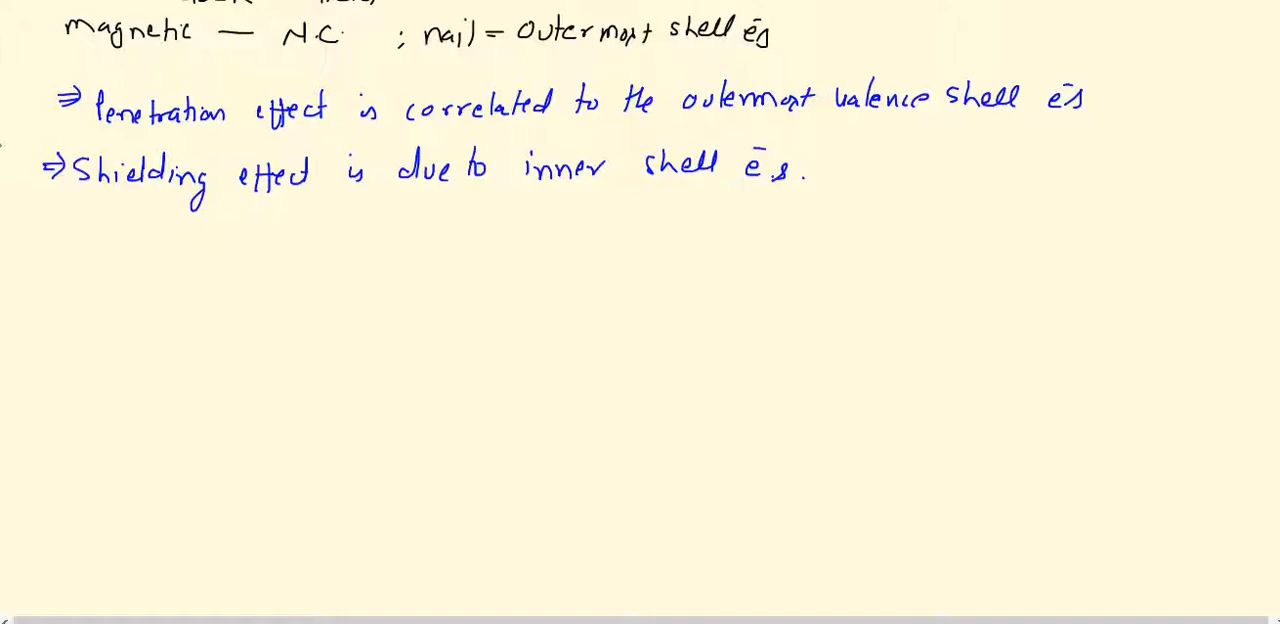 magnetic — N.C. ; nail = outermost shell ēs
⇒ Penetration effect is correlated to the outermost valence shell ēs
⇒ Shielding effect is due to inner shell ēs.